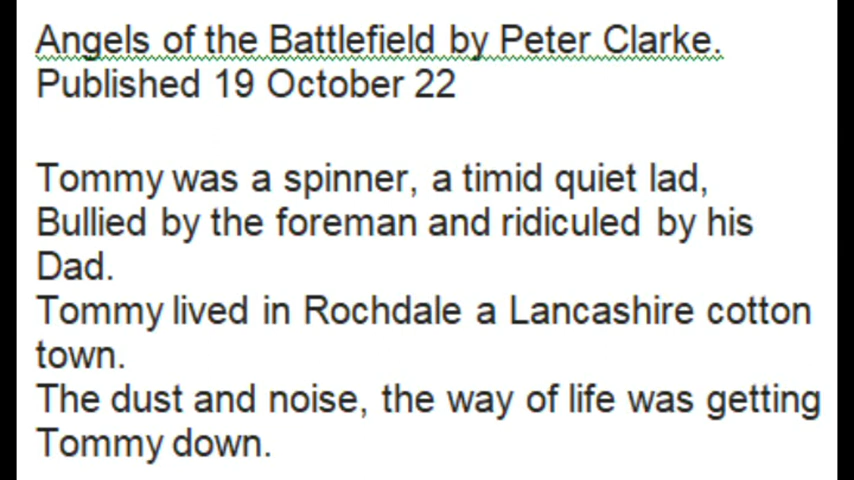 Angels of the Battlefield by Peter Clarke.
Published 19 October 22
Tommy was a spinner, a timid quiet lad,
Bullied by the foreman and ridiculed by his
Dad.
Tommy lived in Rochdale a Lancashire cotton
town.
The dust and noise, the way of life was getting
Tommy down.